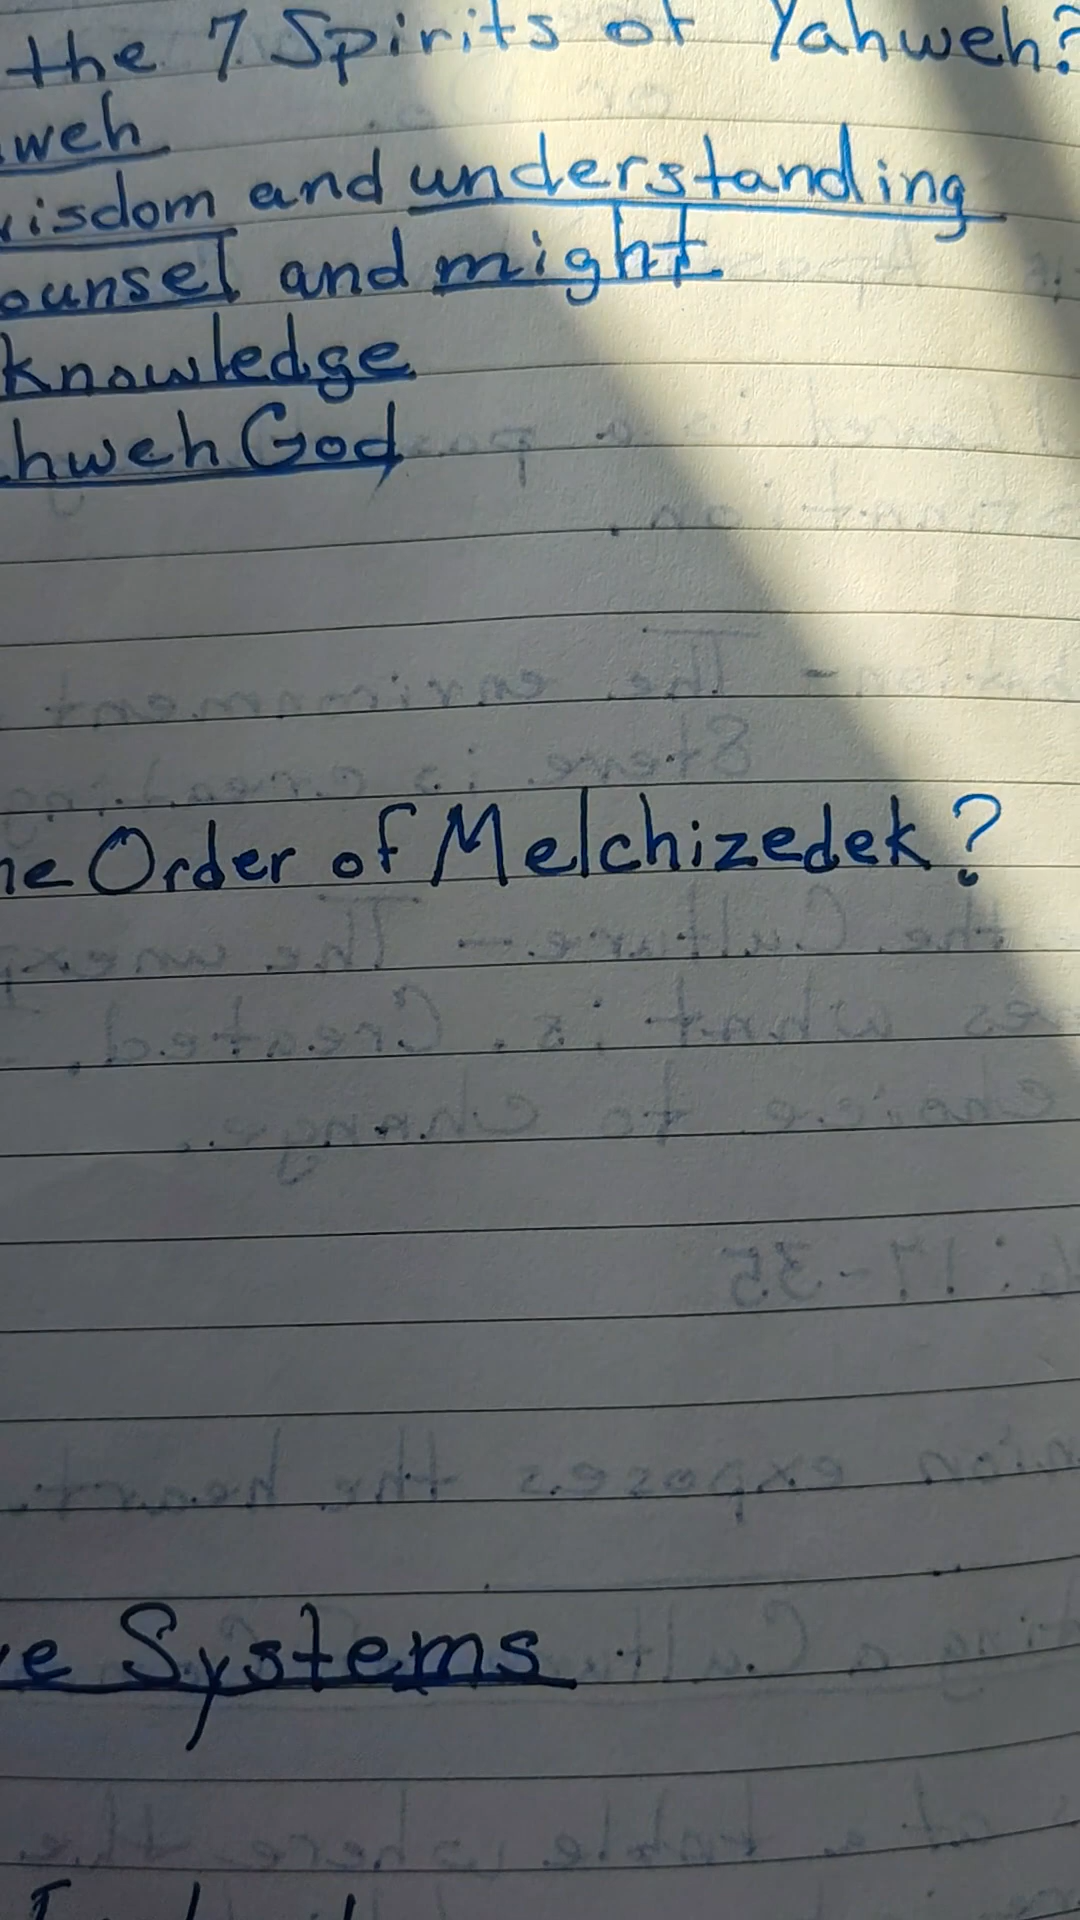 the 7 Spirits of Yahweh?
weh
isdom and understanding
ounsel and might
knowledge
hweh God
he Order of Melchizedek?
e Systems